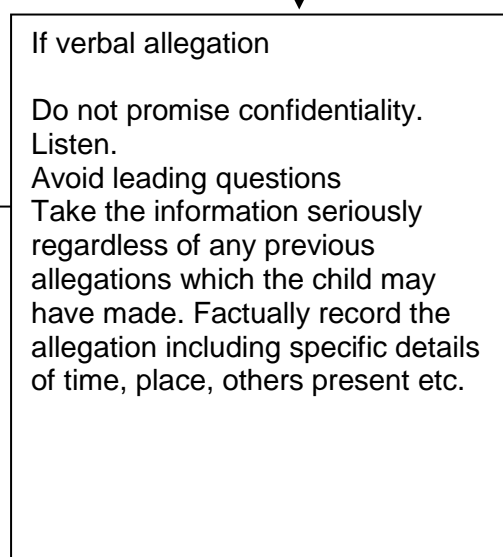 If verbal allegation
Do not promise confidentiality.
Listen.
Avoid leading questions
Take the information seriously
regardless of any previous
allegations which the child may
have made. Factually record the
allegation including specific details
of time, place, others present etc.